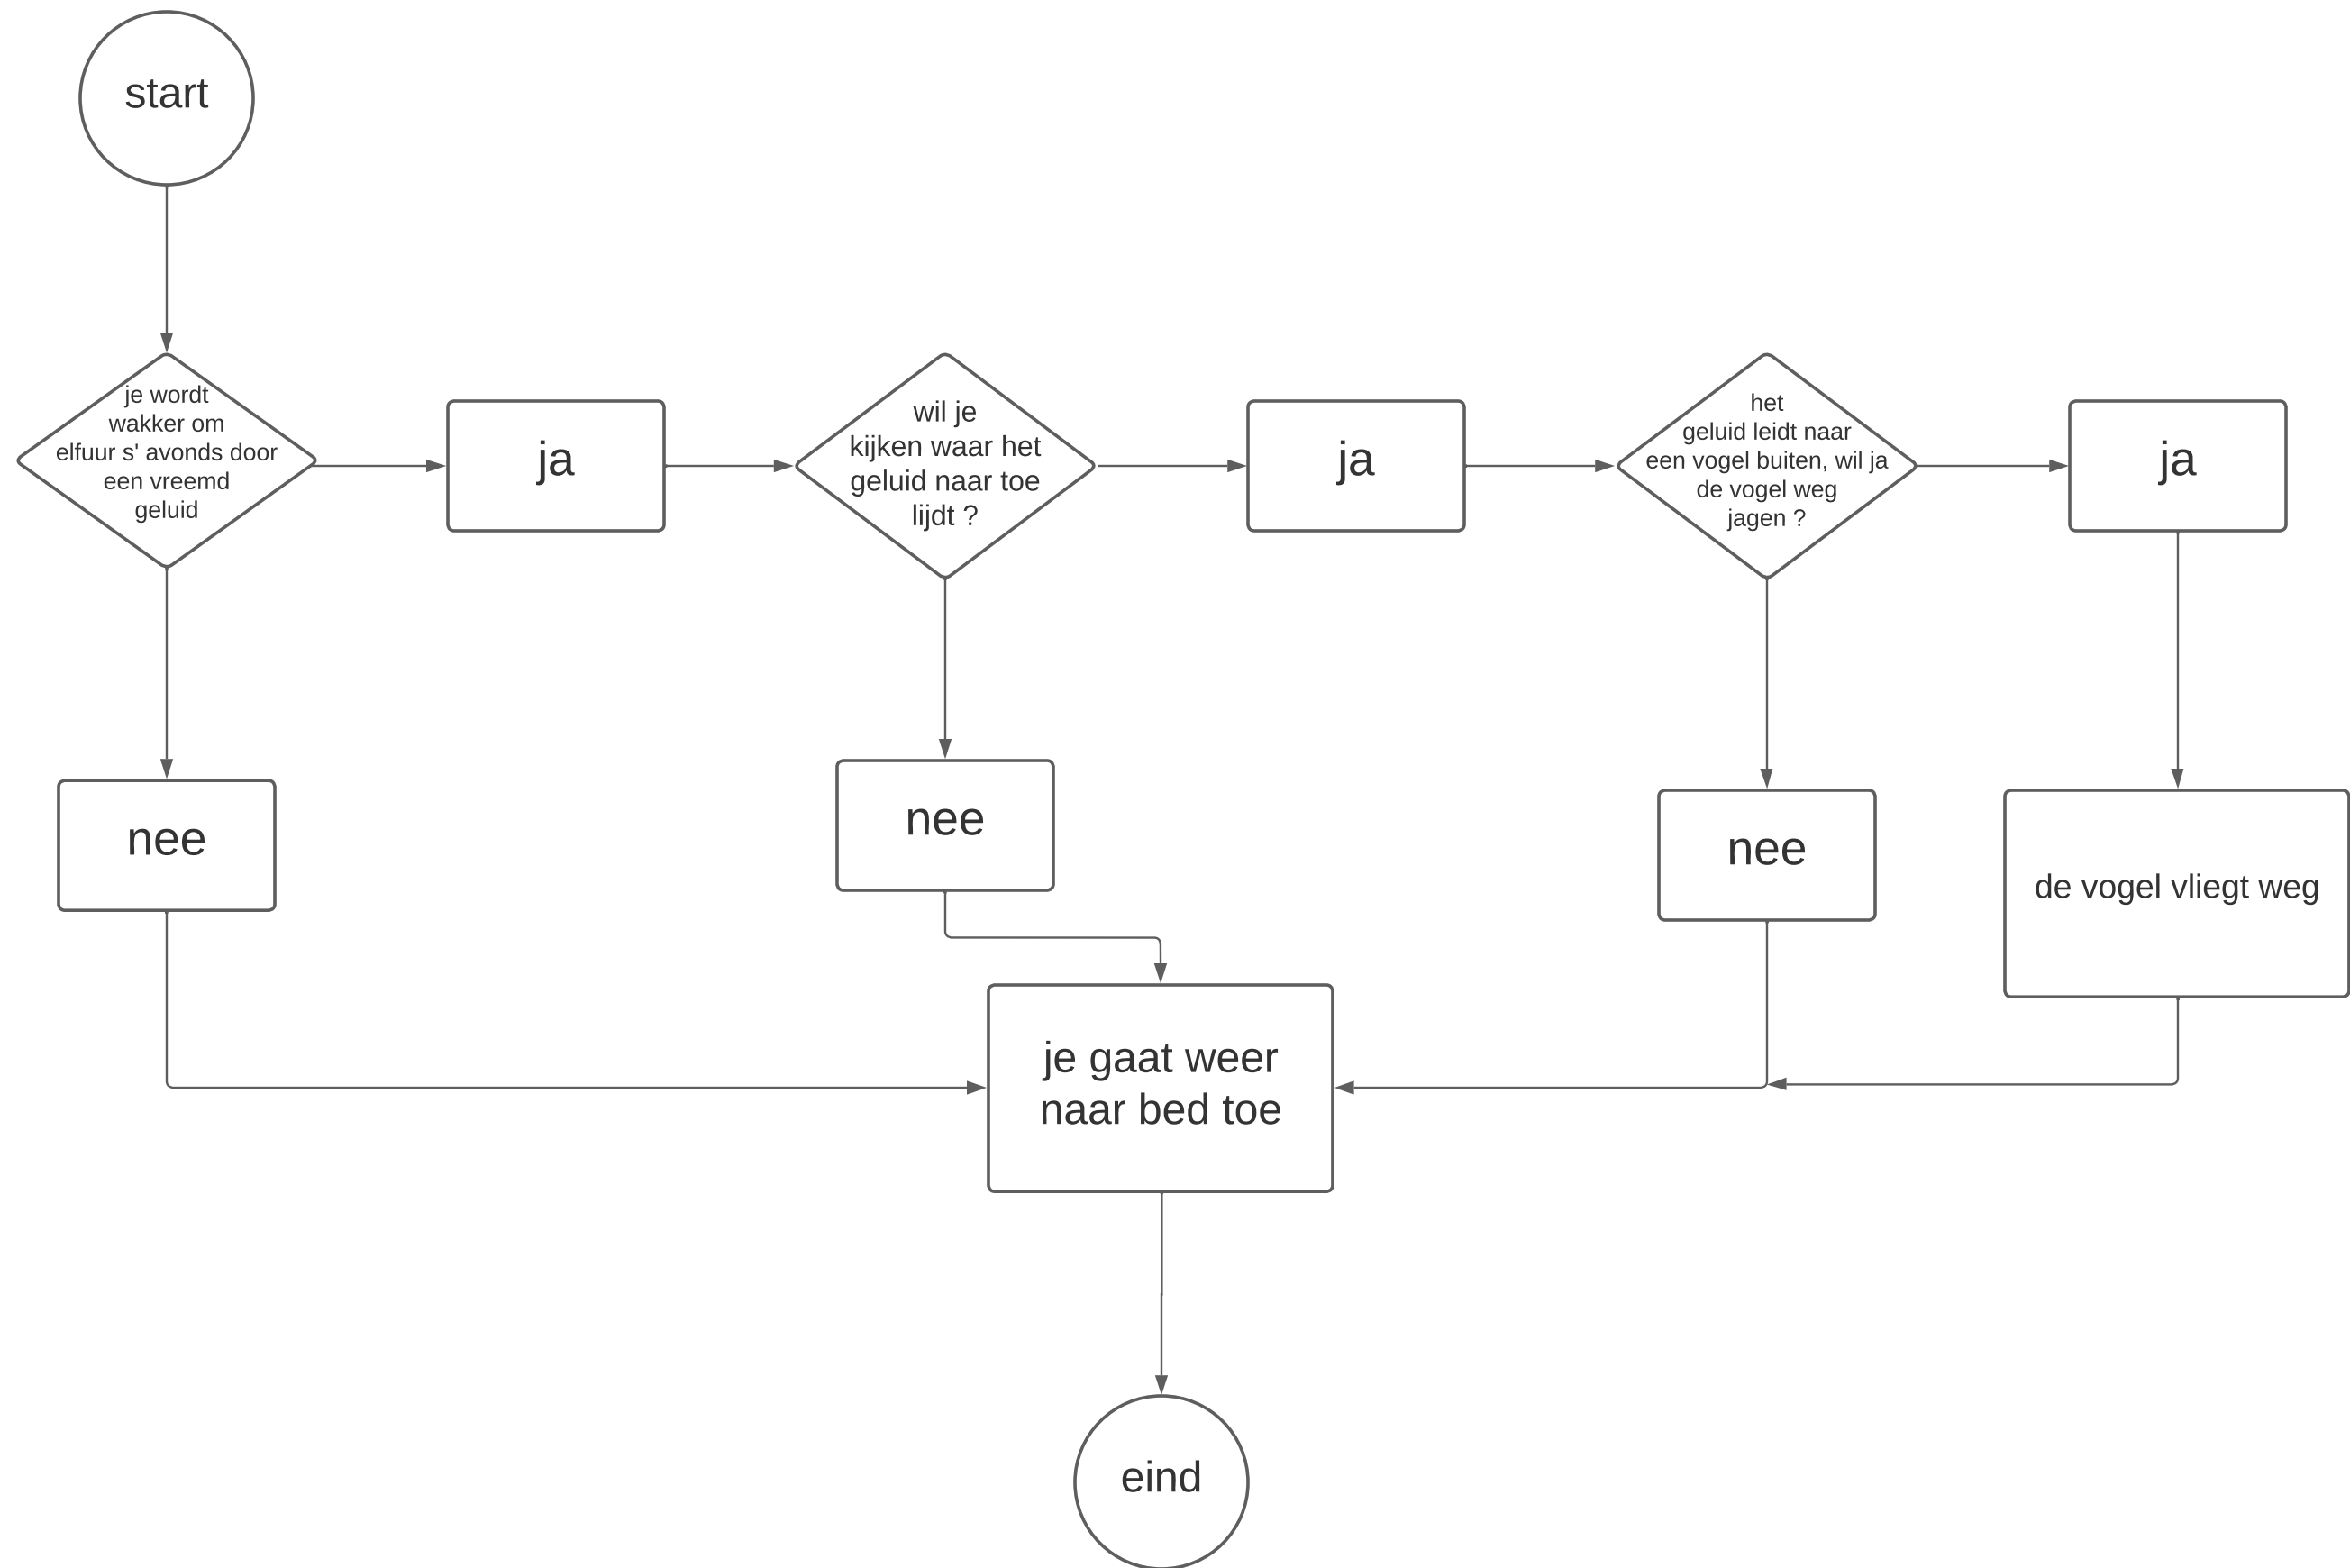 start
je wordt
wakker om
elfuur s' avonds door
een vreemd
geluid
ja
wil je
kijken waar het
geluid naar toe
lijdt ?
ja
het
geluid leidt naar
een vogel buiten, wil ja
de vogel weg
jagen ?
ja
nee
nee
nee
de vogel vliegt weg
je gaat weer
naar bed toe
eind